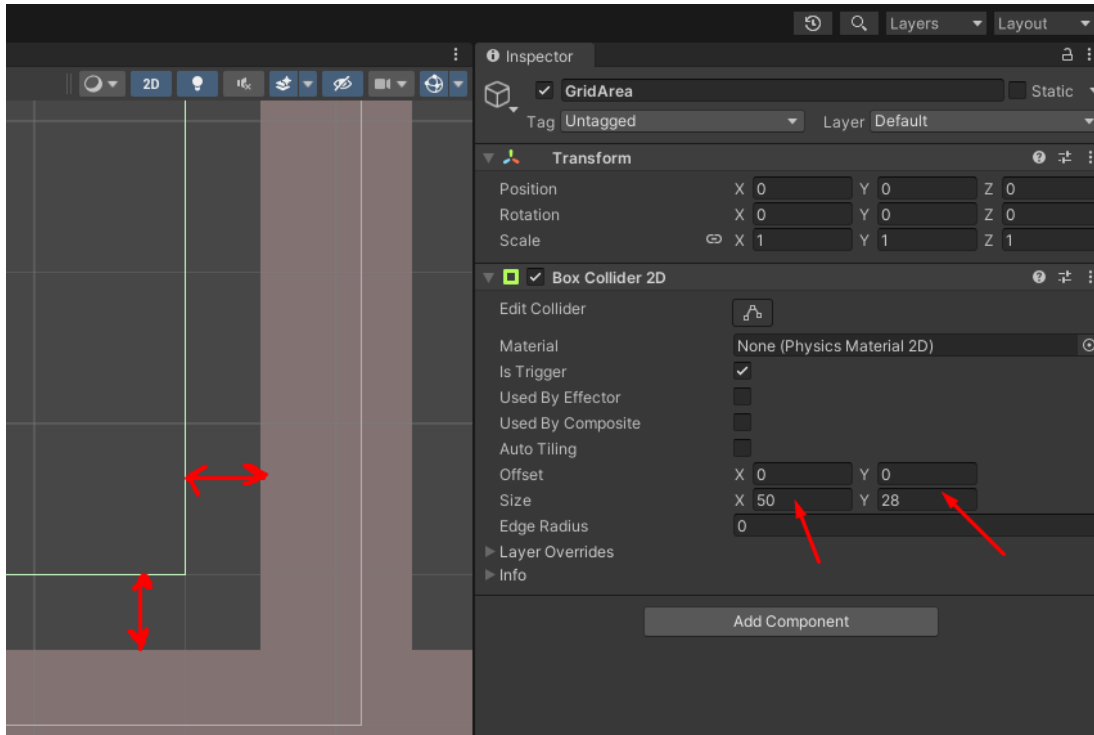 Layers Layout
Inspector
2D
GridArea Static
Tag Untagged Layer Default
Transform
Position X 0 Y 0 Z 0
Rotation X 0 Y 0 Z 0
Scale X 1 Y 1 Z 1
Box Collider 2D
Edit Collider
Material None (Physics Material 2D)
Is Trigger
Used By Effector
Used By Composite
Auto Tiling
Offset X 0 Y 0
Size X 50 Y 28
Edge Radius 0
Layer Overrides
Info
Add Component